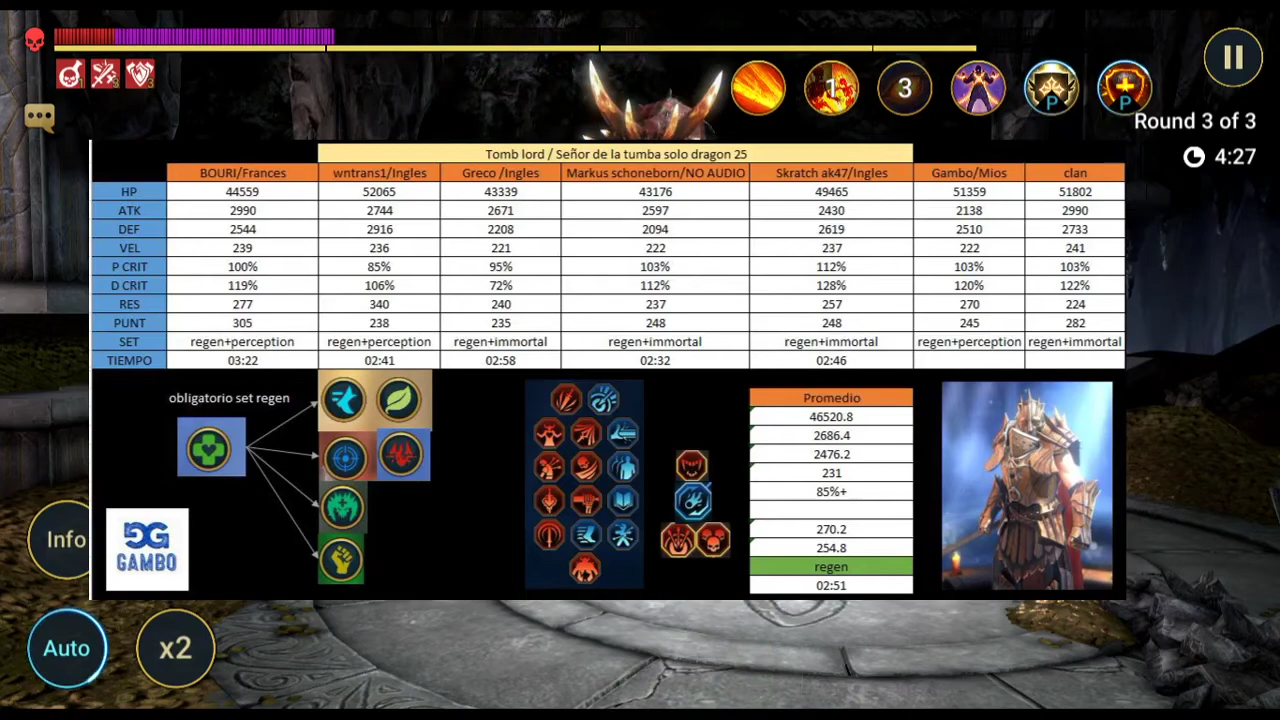 1
3
P
P
Round 3 of 3
4:27
Tomb lord / Señor de la tumba solo dragon 25
BOURI/Frances wntrans1/Ingles Greco /Ingles Markus schoneborn/NO AUDIO Skratch ak47/Ingles Gambo/Mios clan
HP 44559 52065 43339 43176 49465 51359 51802
ATK 2990 2744 2671 2597 2430 2138 2990
DEF 2544 2916 2208 2094 2619 2510 2733
VEL 239 236 221 222 237 222 241
P CRIT 100% 85% 95% 103% 112% 103% 103%
D CRIT 119% 106% 72% 112% 128% 120% 122%
RES 277 340 240 237 257 270 224
PUNT 305 238 235 248 248 245 282
SET regen+perception regen+perception regen+immortal regen+immortal regen+immortal regen+perception regen+immortal
TIEMPO 03:22 02:41 02:58 02:32 02:46
obligatorio set regen
Promedio
46520.8
2686.4
2476.2
231
85%+
270.2
254.8
regen
02:51
GAMBO
Info
Auto
x2